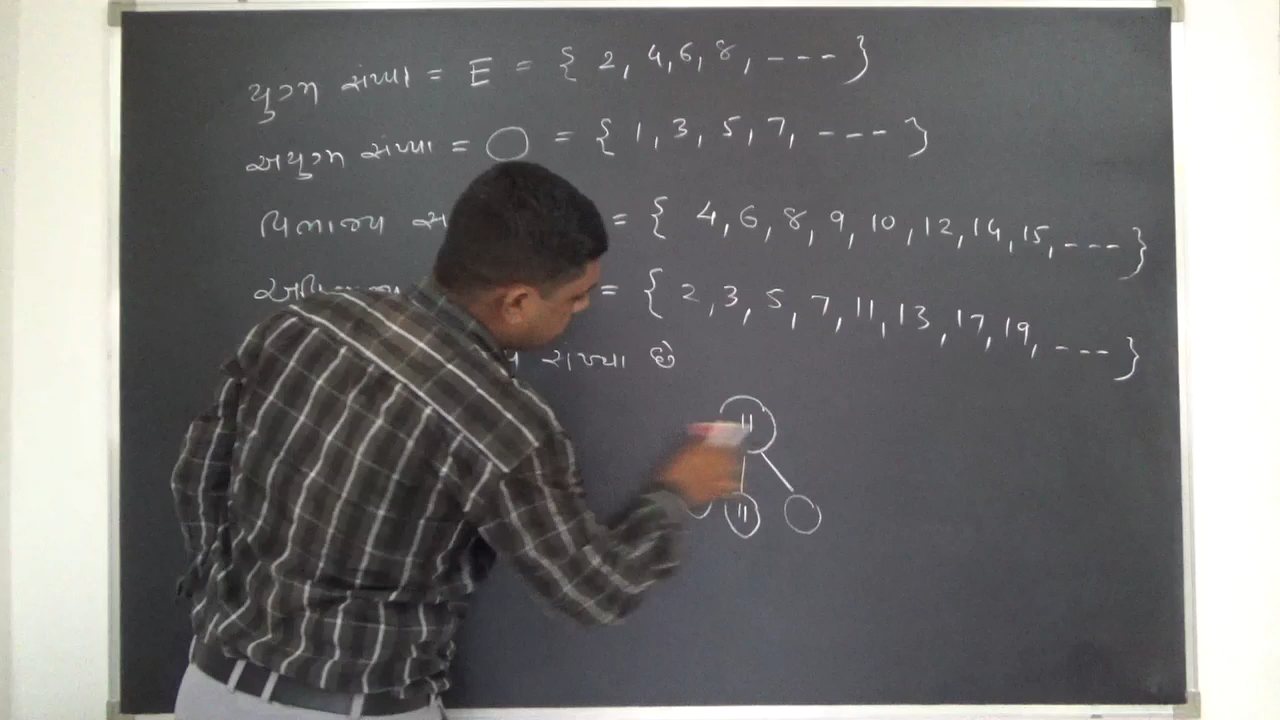 યુગ્મ સંખ્યા = E = { 2, 4, 6, 8, - - - }
અયુગ્મ સંખ્યા = O = { 1, 3, 5, 7, - - - }
વિભાજ્ય = { 4, 6, 8, 9, 10, 12, 14, 15, - - - }
= { 2, 3, 5, 7, 11, 13, 17, 19, - - - }
સંખ્યા છે
11
11